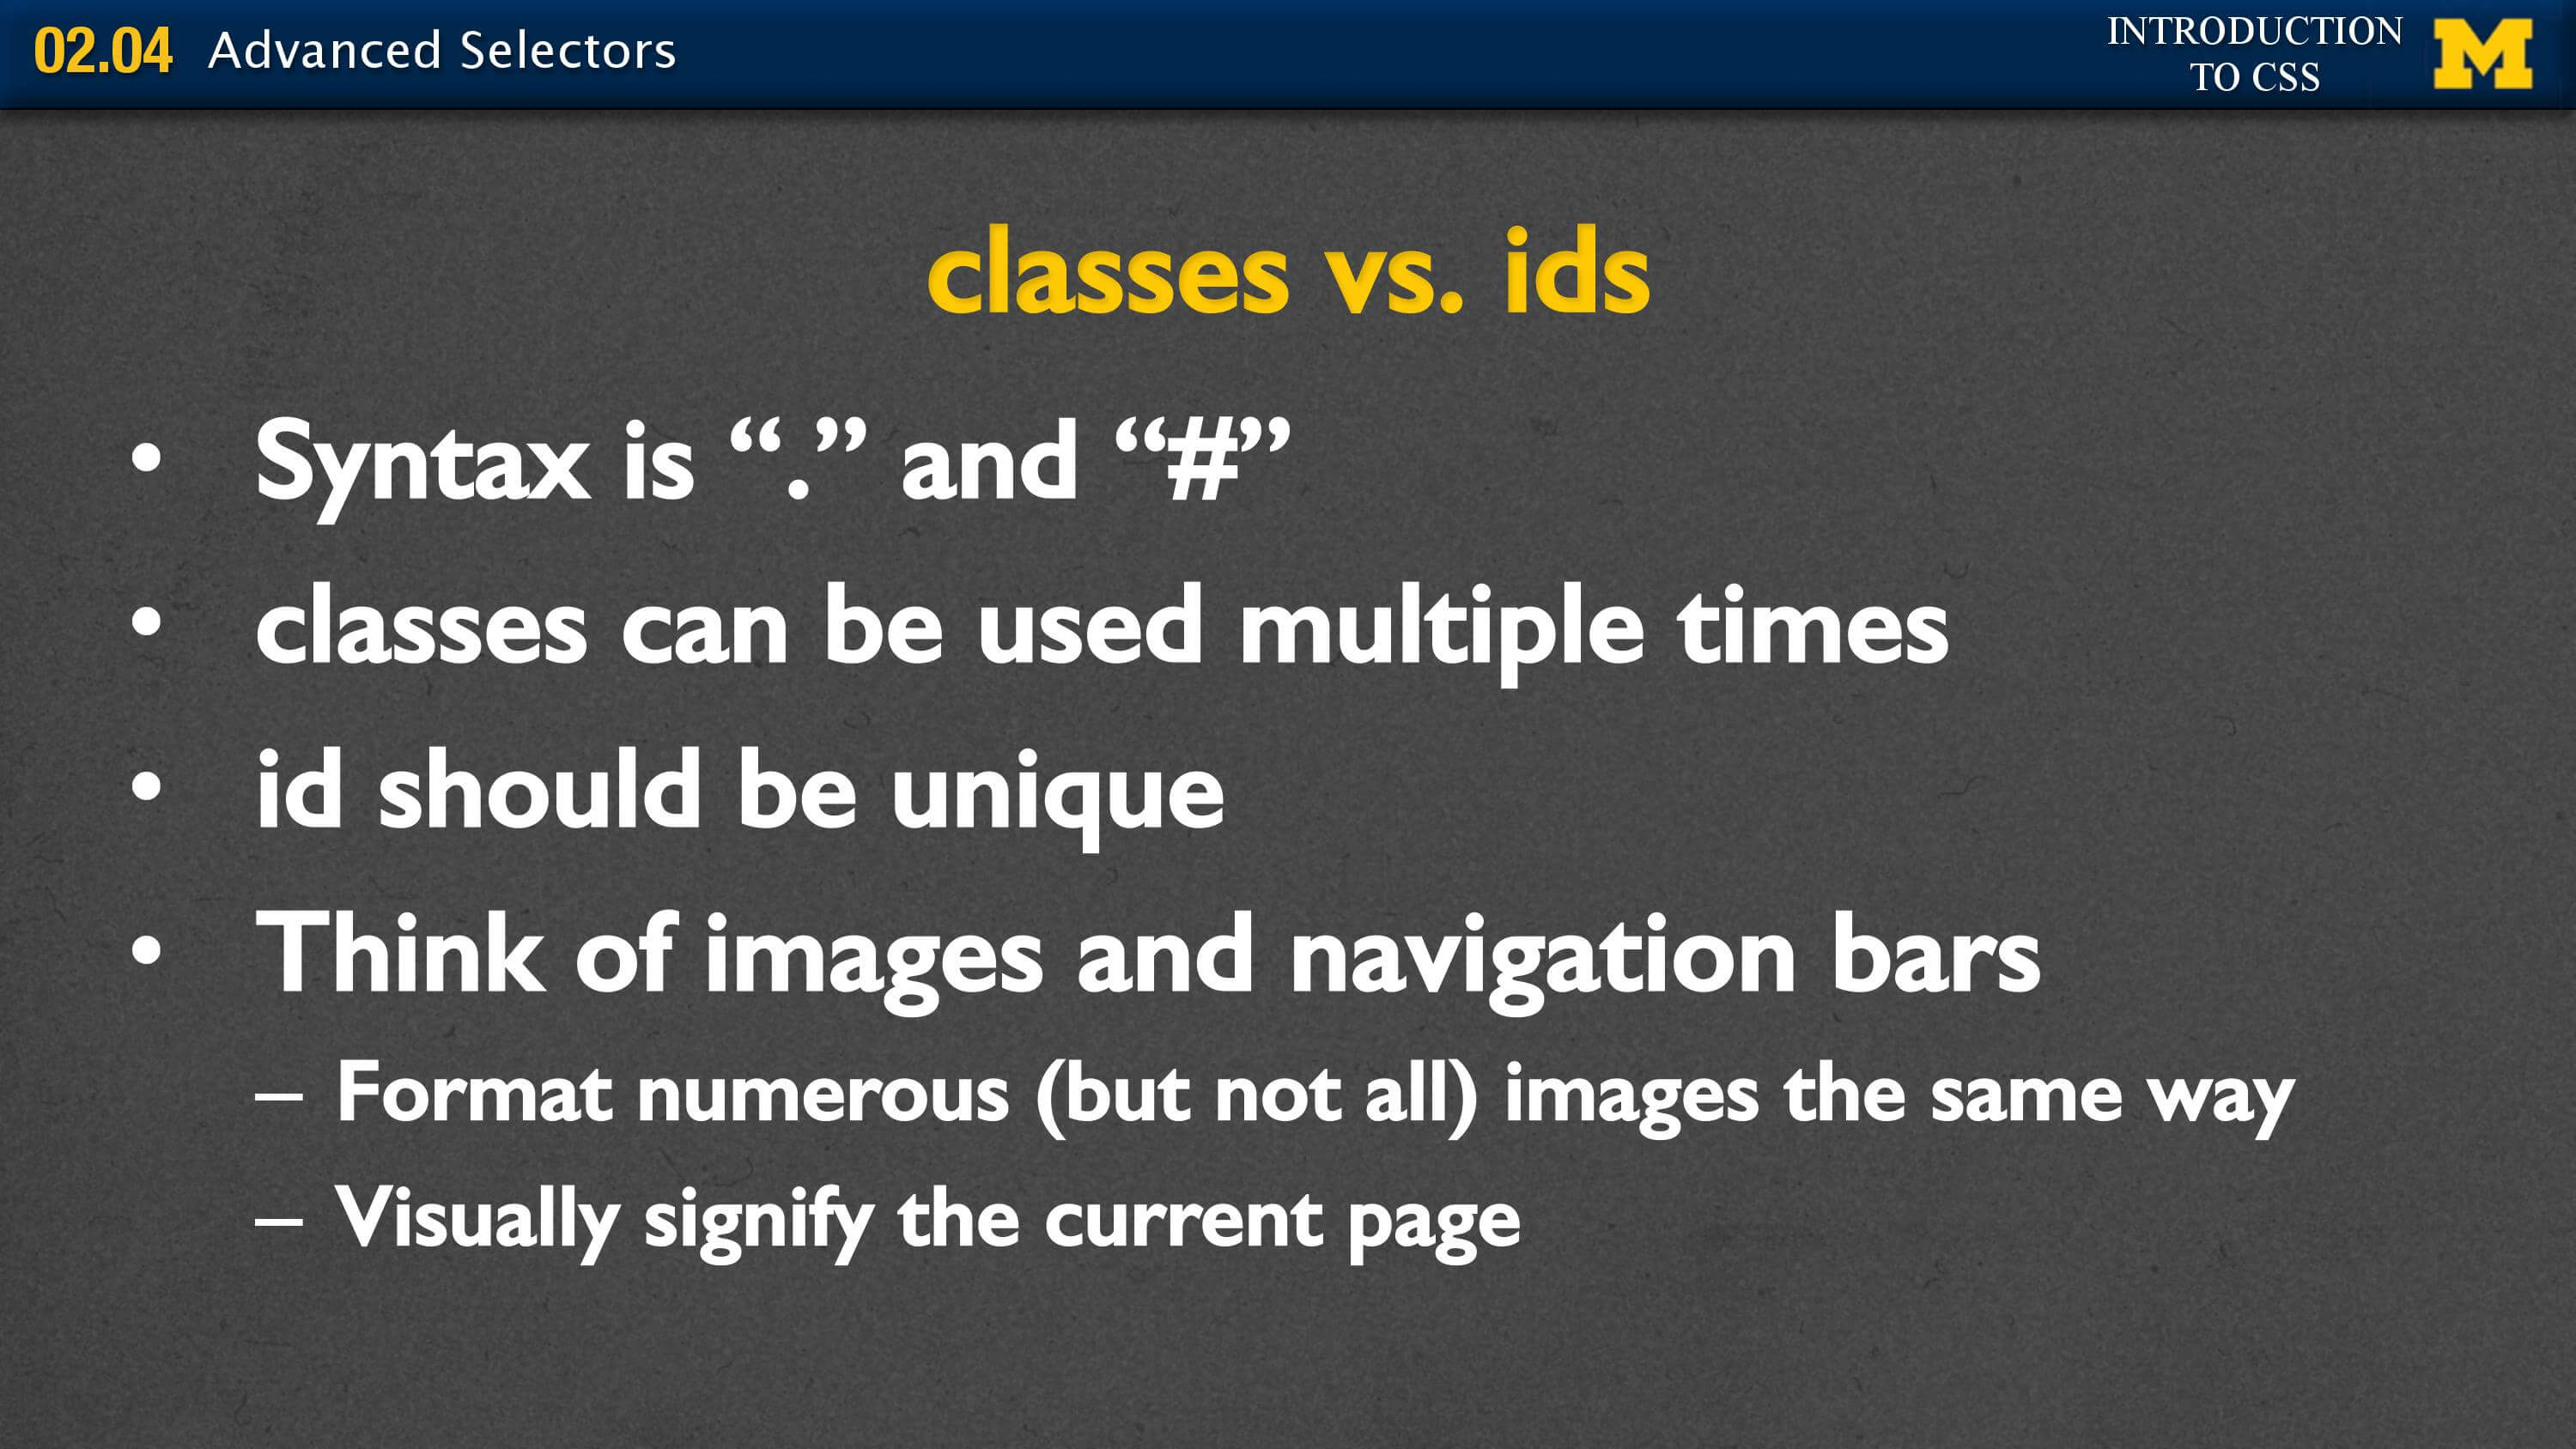 02.04 Advanced Selectors
INTRODUCTION
TO CSS
M
classes vs. ids
• Syntax is “.” and “#”
• classes can be used multiple times
• id should be unique
• Think of images and navigation bars
– Format numerous (but not all) images the same way
– Visually signify the current page